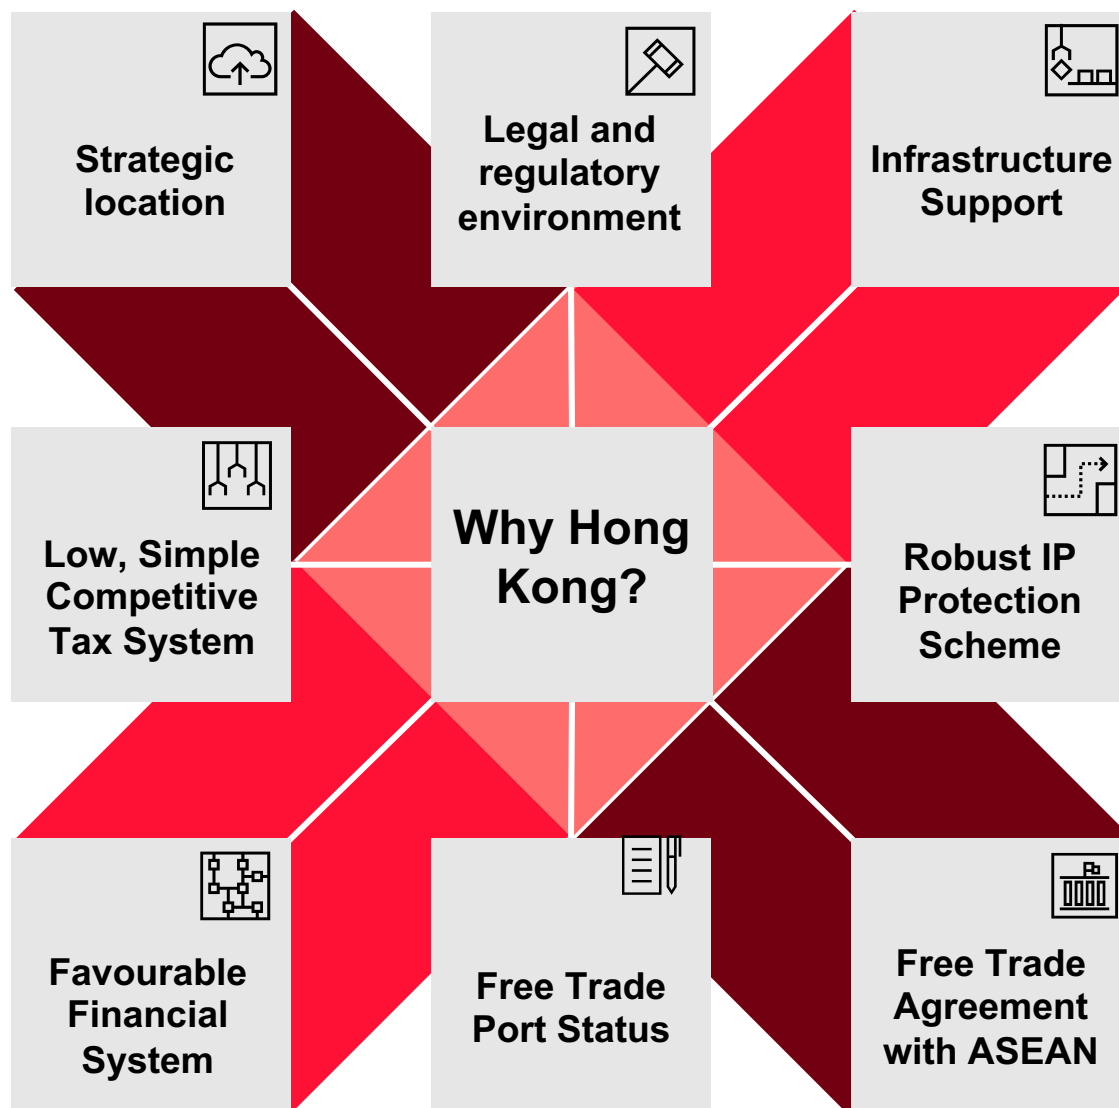 Strategic
location
Legal and
regulatory
environment
Infrastructure
Support
Low, Simple
Competitive
Tax System
Why Hong
Kong?
Robust IP
Protection
Scheme
Favourable
Financial
System
Free Trade
Port Status
Free Trade
Agreement
with ASEAN